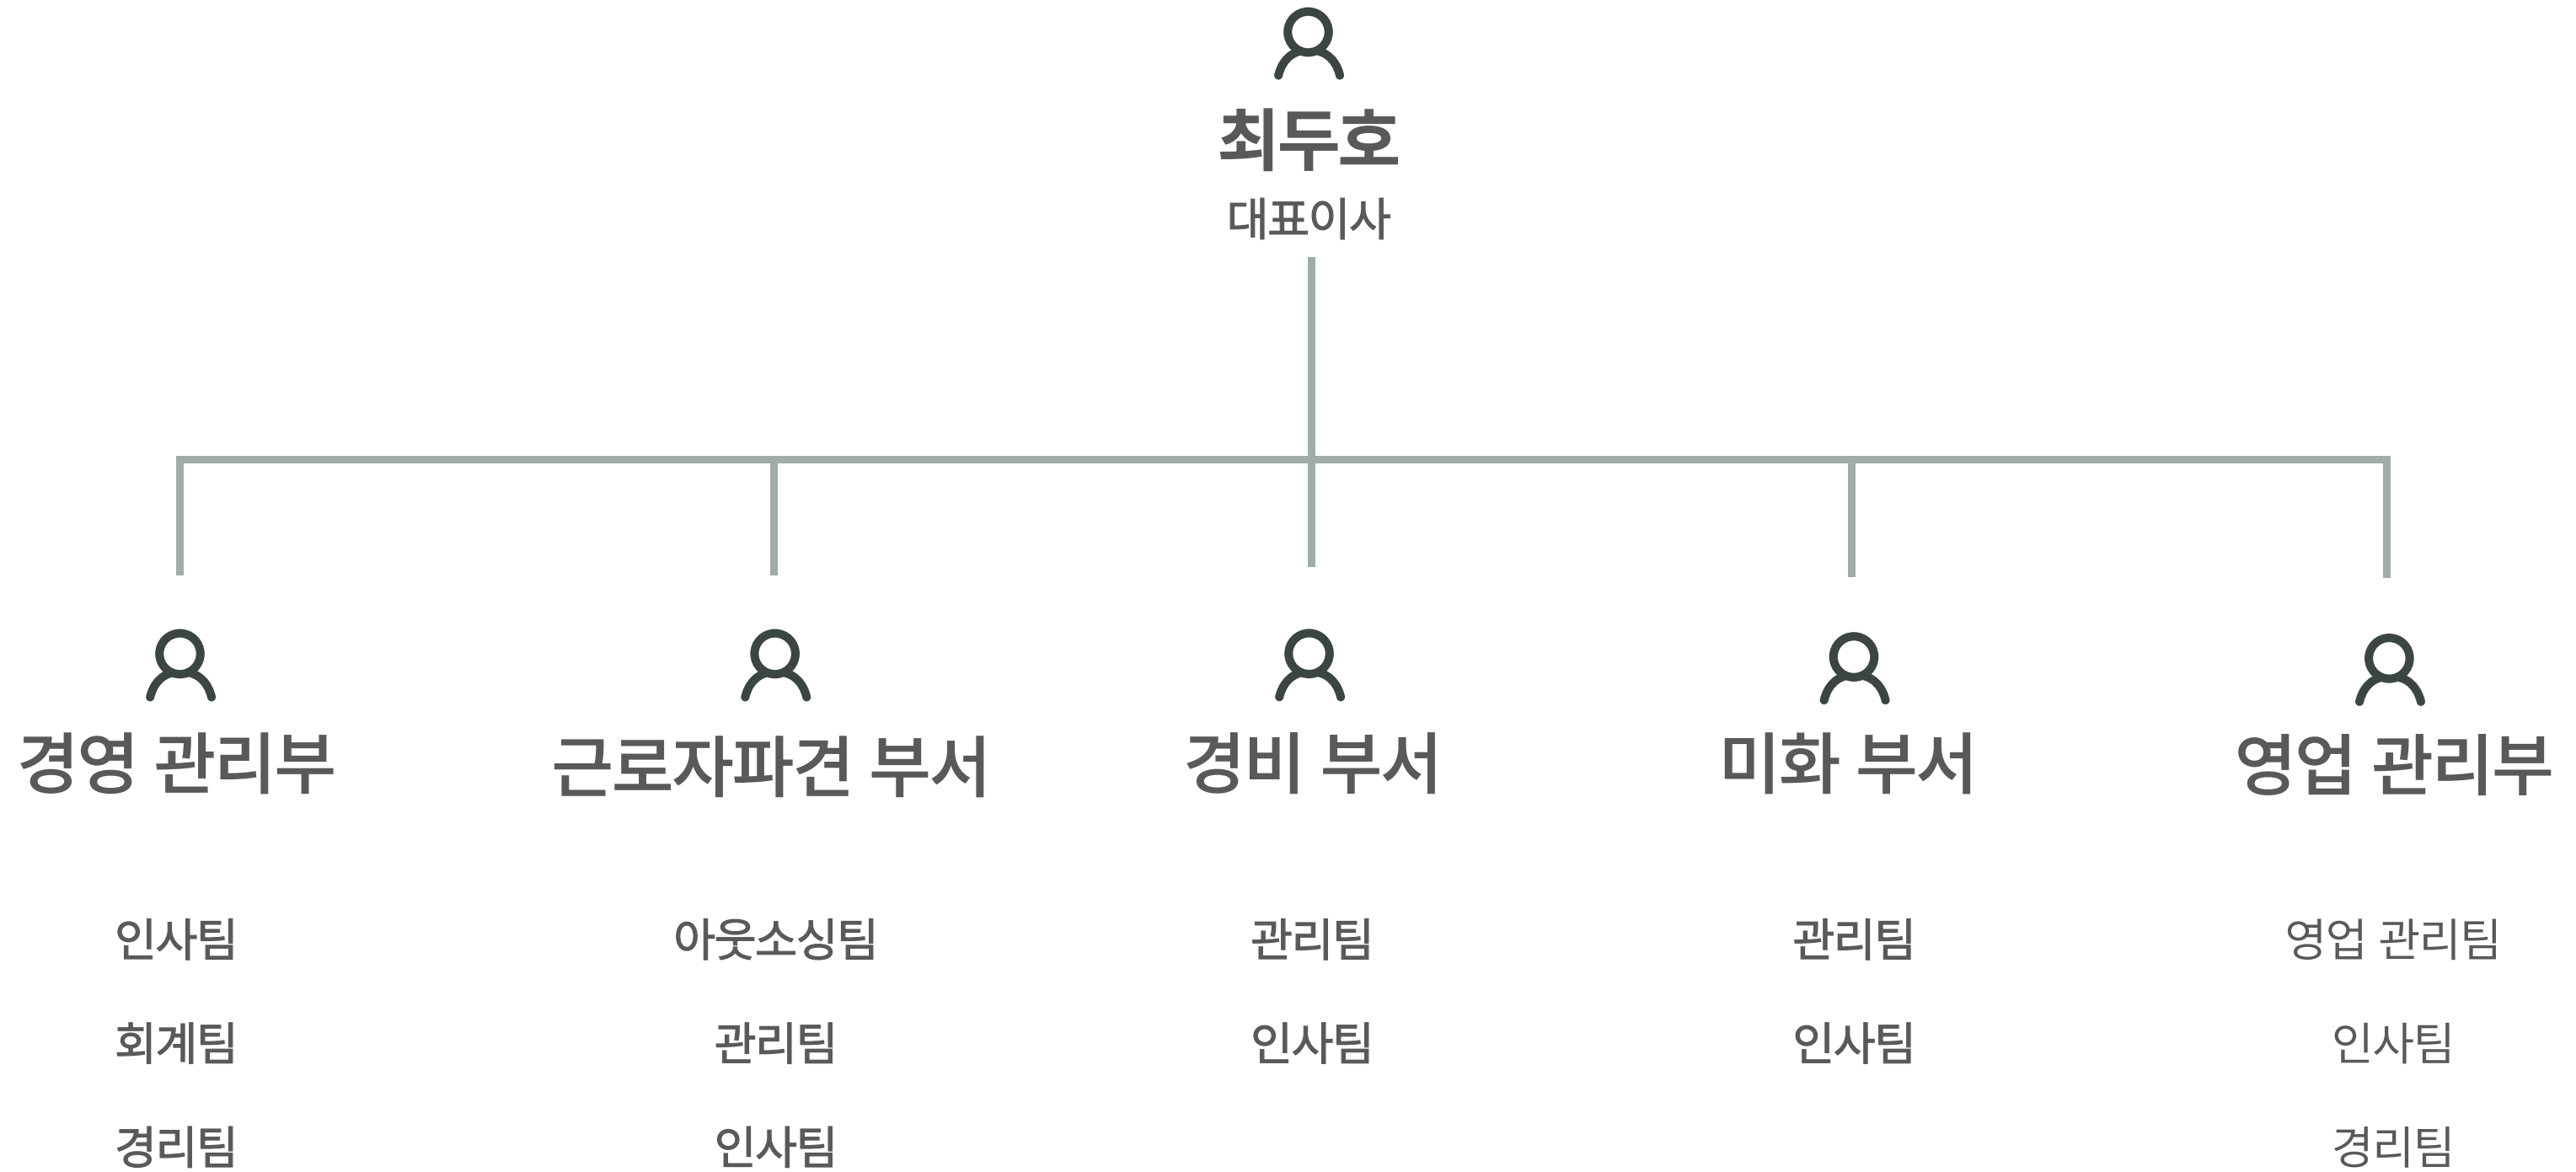 최두호
대표이사
경영 관리부
근로자파견 부서
경비 부서
미화 부서
영업 관리부
인사팀
회계팀
경리팀
아웃소싱팀
관리팀
인사팀
관리팀
인사팀
관리팀
인사팀
영업 관리팀
인사팀
경리팀